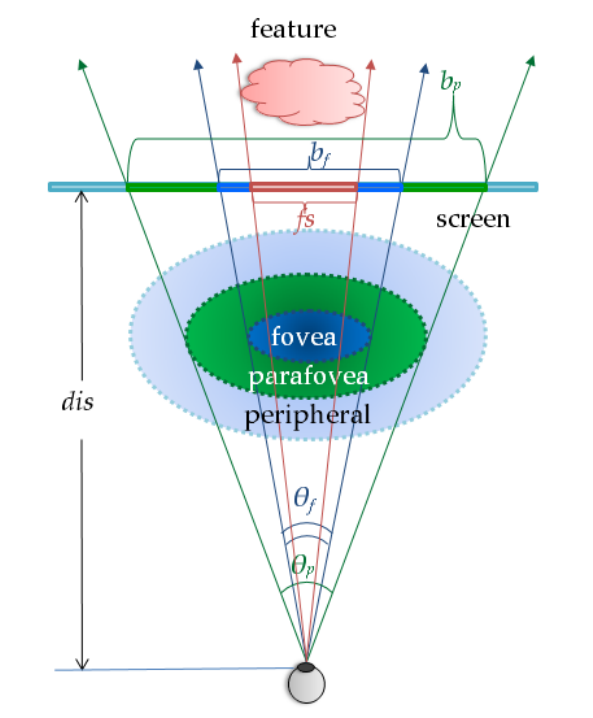 feature
b_p
b_f
fs
screen
fovea
parafovea
dis
peripheral
θ_f
θ_p